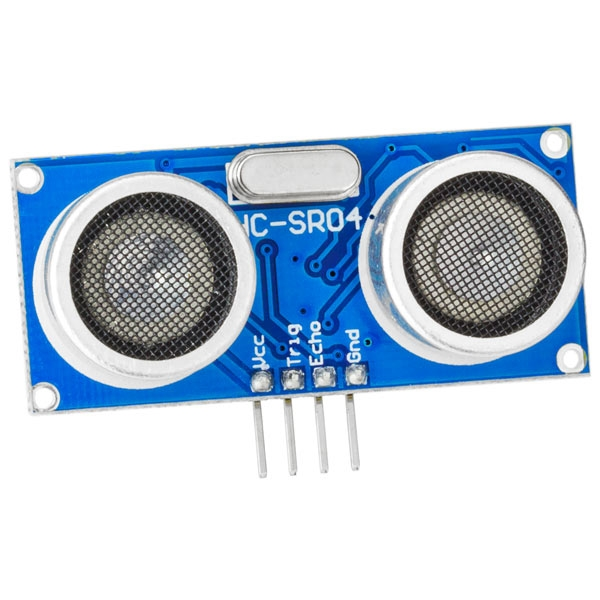 HC-SR04
Vcc
Trig
Echo
Gnd